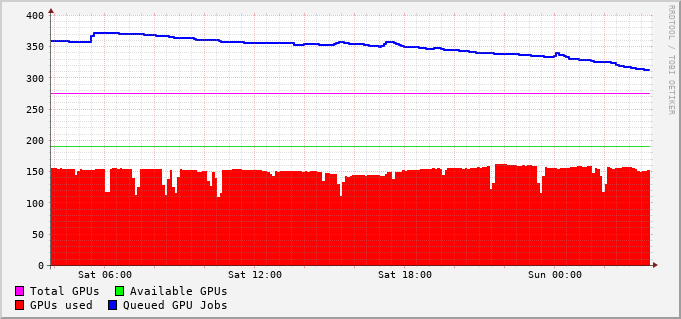 400
350
300
250
200
150
100
50
0
Sat 06:00 Sat 12:00 Sat 18:00 Sun 00:00
Total GPUs Available GPUs
GPUs used Queued GPU Jobs
RRDTOOL / TOBI OETIKER